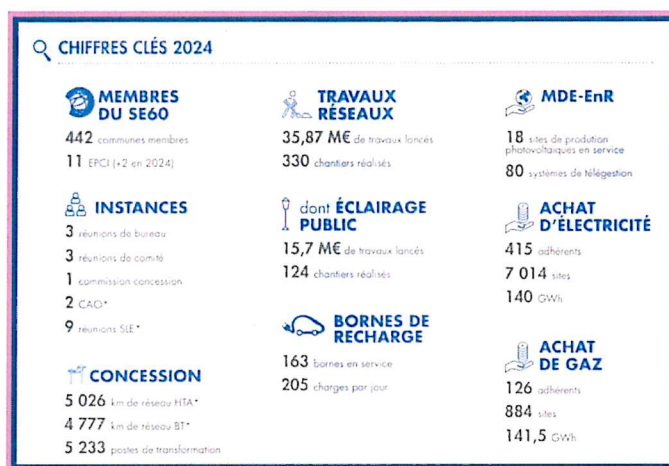 CHIFFRES CLÉS 2024
MEMBRES
DU SE60
442 communes membres
11 EPCI (+2 en 2024)
INSTANCES
3 réunions de bureau
3 réunions de comité
1 commission concession
2 CAO*
9 réunions SLE*
CONCESSION
5 026 km de réseau HTA*
4 777 km de réseau BT*
5 233 postes de transformation
TRAVAUX
RÉSEAUX
35,87 M€ de travaux lancés
330 chantiers réalisés
dont ÉCLAIRAGE
PUBLIC
15,7 M€ de travaux lancés
124 chantiers réalisés
BORNES DE
RECHARGE
163 bornes en service
205 charges par jour
MDE-EnR
18 sites de prodution
photovoltaïques en service
80 systèmes de télégestion
ACHAT
D'ÉLECTRICITÉ
415 adhérents
7 014 sites
140 GWh
ACHAT
DE GAZ
126 adhérents
884 sites
141,5 GWh